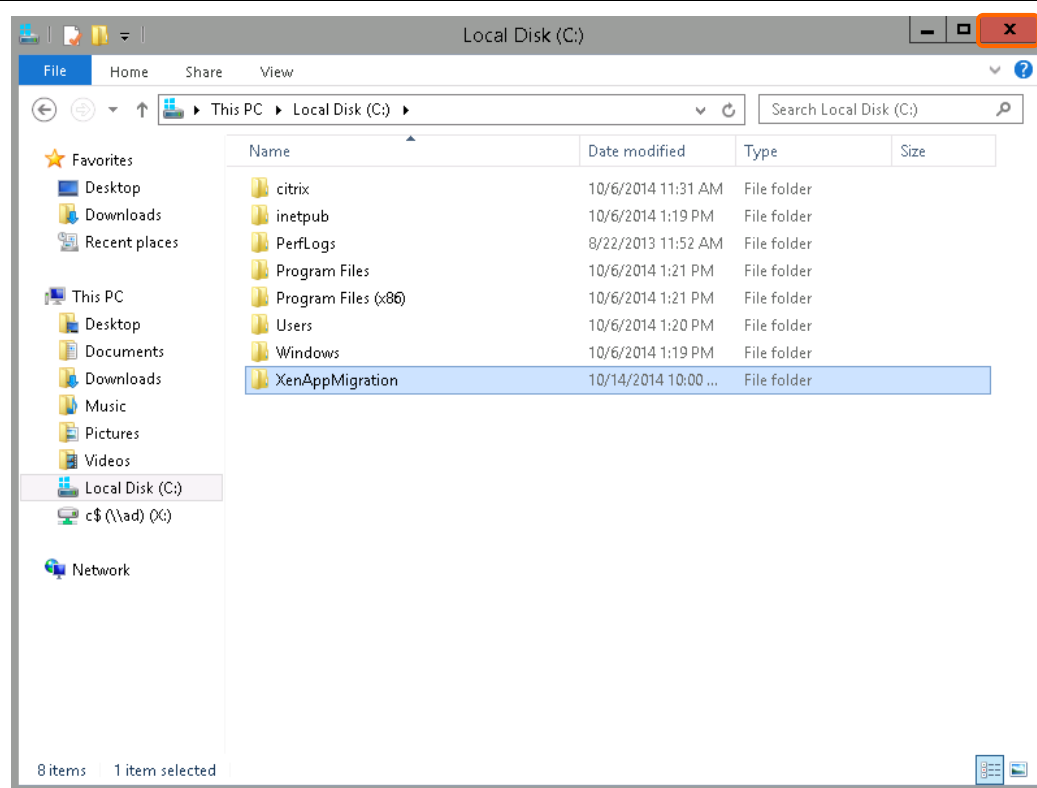 Local Disk (C:)
File Home Share View
This PC Local Disk (C:) Search Local Disk (C:)
Name Date modified Type Size
Favorites
Desktop
Downloads
Recent places
This PC
Desktop
Documents
Downloads
Music
Pictures
Videos
Local Disk (C:)
c$ (\\ad) (X:)
Network
citrix 10/6/2014 11:31 AM File folder
inetpub 10/6/2014 1:19 PM File folder
PerfLogs 8/22/2013 11:52 AM File folder
Program Files 10/6/2014 1:21 PM File folder
Program Files (x86) 10/6/2014 1:21 PM File folder
Users 10/6/2014 1:20 PM File folder
Windows 10/6/2014 1:19 PM File folder
XenAppMigration 10/14/2014 10:00 ... File folder
8 items 1 item selected